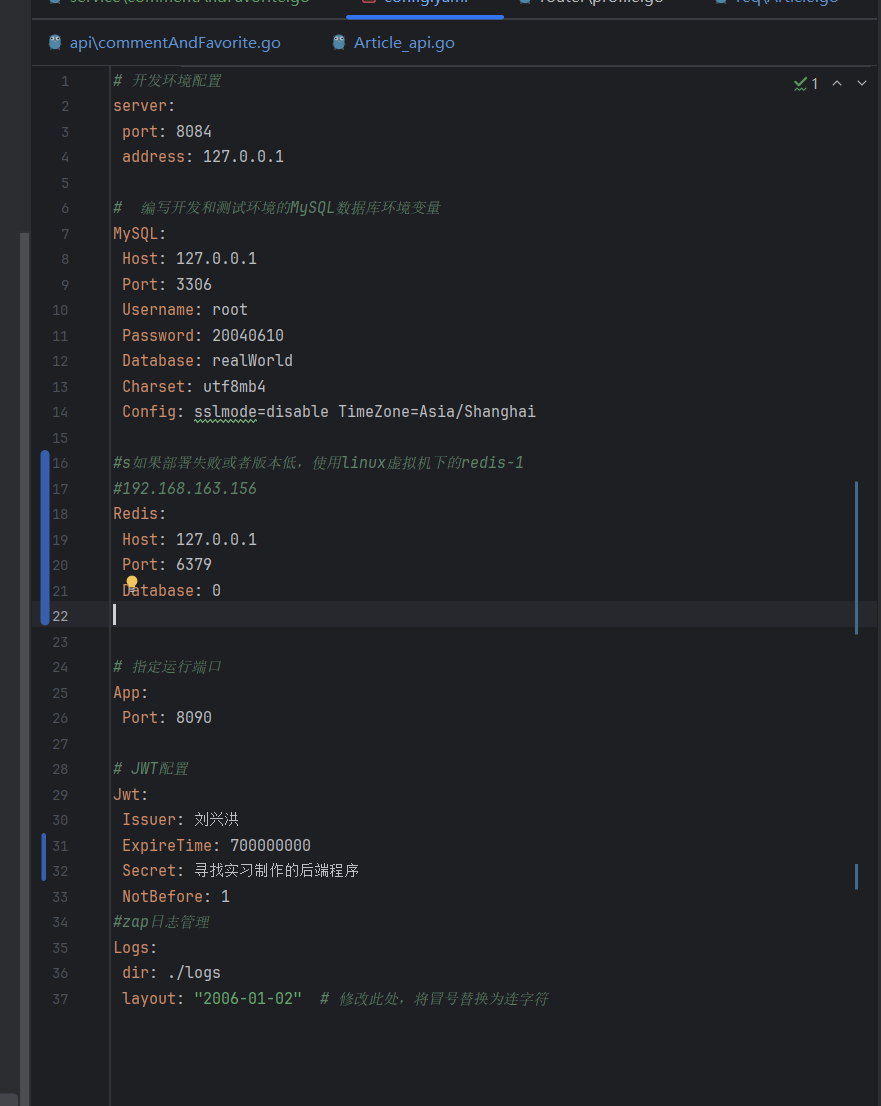 service\commentAndFavorite.go config.yaml router\profile.go req\Article.go
api\commentAndFavorite.go Article_api.go
1 # 开发环境配置 1
2 server:
3 port: 8084
4 address: 127.0.0.1
5
6 # 编写开发和测试环境的MySQL数据库环境变量
7 MySQL:
8 Host: 127.0.0.1
9 Port: 3306
10 Username: root
11 Password: 20040610
12 Database: realWorld
13 Charset: utf8mb4
14 Config: sslmode=disable TimeZone=Asia/Shanghai
15
16 #s如果部署失败或者版本低，使用linux虚拟机下的redis-1
17 #192.168.163.156
18 Redis:
19 Host: 127.0.0.1
20 Port: 6379
21 Database: 0
22
23
24 # 指定运行端口
25 App:
26 Port: 8090
27
28 # JWT配置
29 Jwt:
30 Issuer: 刘兴洪
31 ExpireTime: 700000000
32 Secret: 寻找实习制作的后端程序
33 NotBefore: 1
34 #zap日志管理
35 Logs:
36 dir: ./logs
37 layout: "2006-01-02" # 修改此处，将冒号替换为连字符